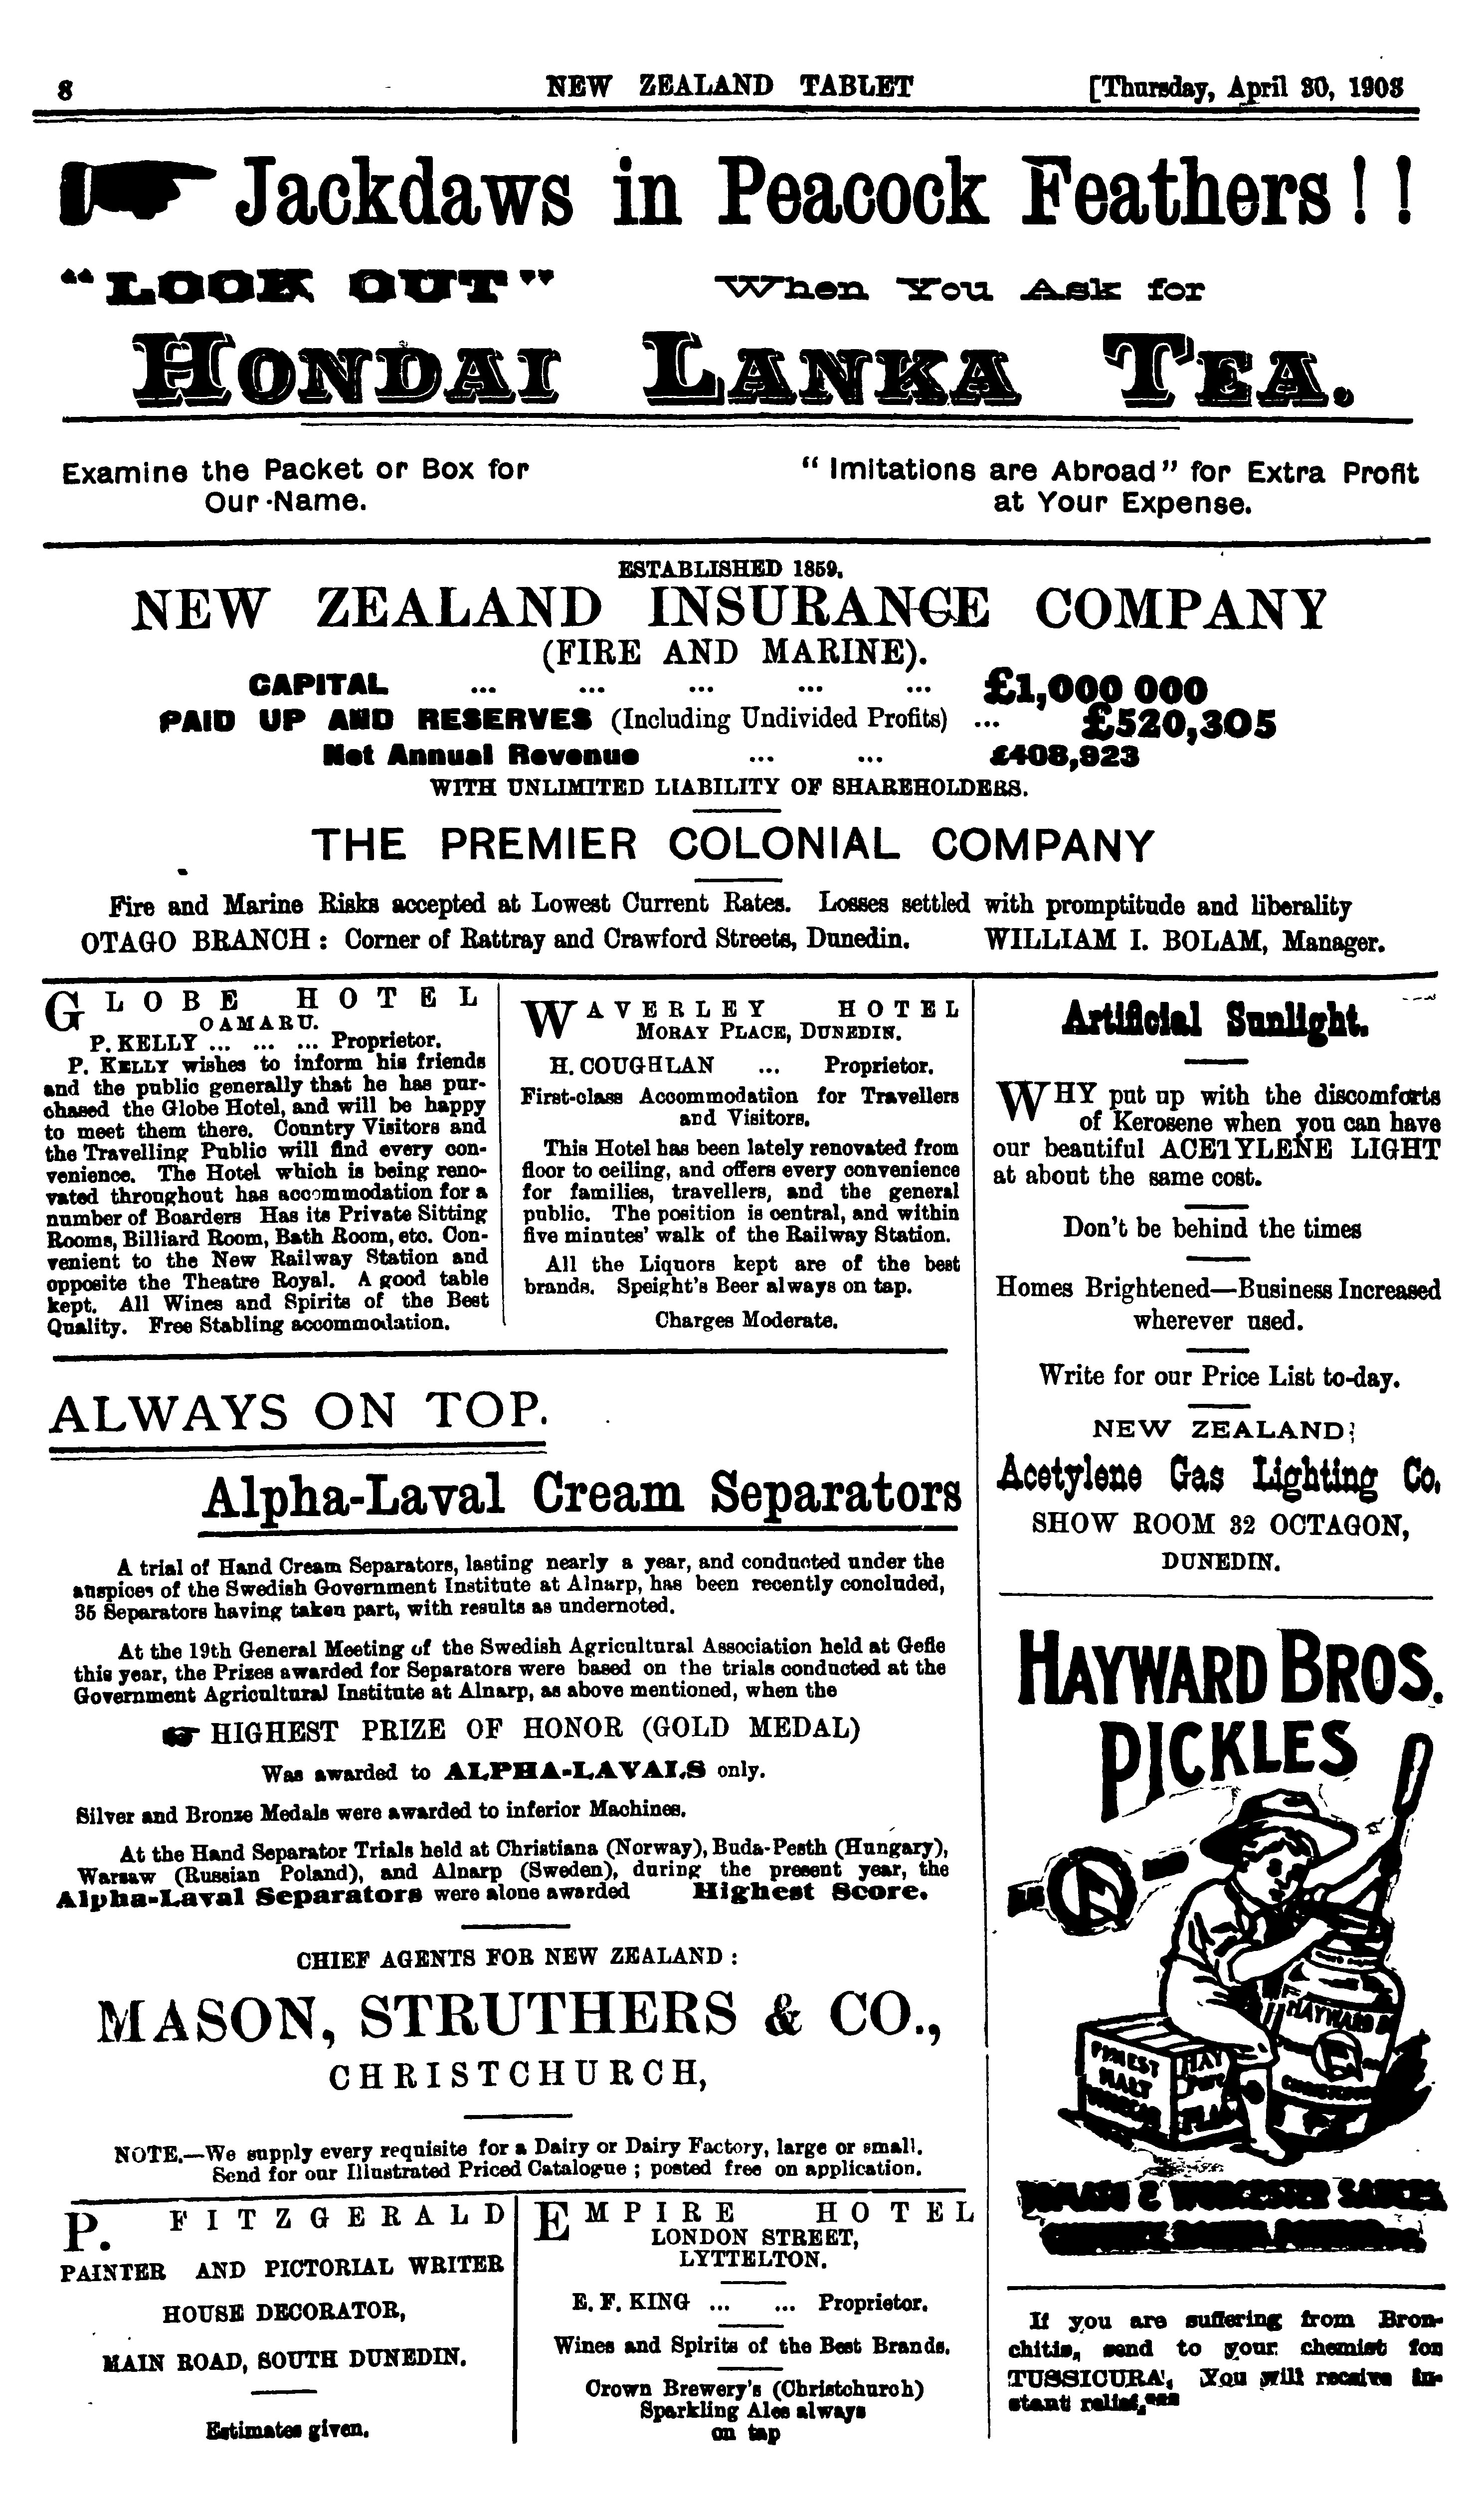 8 NEW ZEALAND TABLET [Thursday, April 30, 1903
Jackdaws in Peacock Feathers!!
"LOOK OUT" When You Ask for
HONDAI LANKA TEA.
Examine the Packet or Box for
Our Name.
"Imitations are Abroad" for Extra Profit
at Your Expense.
ESTABLISHED 1859.
NEW ZEALAND INSURANCE COMPANY
(FIRE AND MARINE).
CAPITAL ... ... ... ... ... £1,000 000
PAID UP AND RESERVES (Including Undivided Profits) ... £520,305
Net Annual Revenue ... ... £408,823
WITH UNLIMITED LIABILITY OF SHAREHOLDERS.
THE PREMIER COLONIAL COMPANY
Fire and Marine Risks accepted at Lowest Current Rates. Losses settled with promptitude and liberality
OTAGO BRANCH: Corner of Rattray and Crawford Streets, Dunedin. WILLIAM I. BOLAM, Manager.
GLOBE HOTEL
OAMARU.
P. KELLY ... ... ... Proprietor.
P. KELLY wishes to inform his friends
and the public generally that he has pur-
chased the Globe Hotel, and will be happy
to meet them there. Country Visitors and
the Travelling Public will find every con-
venience. The Hotel which is being reno-
vated throughout has accommodation for a
number of Boarders Has its Private Sitting
Rooms, Billiard Room, Bath Room, etc. Con-
venient to the New Railway Station and
opposite the Theatre Royal. A good table
kept. All Wines and Spirits of the Best
Quality. Free Stabling accommodation.
WAVERLEY HOTEL
MORAY PLACE, DUNEDIN.
H. COUGHLAN ... Proprietor.
First-class Accommodation for Travellers
and Visitors.
This Hotel has been lately renovated from
floor to ceiling, and offers every convenience
for families, travellers, and the general
public. The position is central, and within
five minutes' walk of the Railway Station.
All the Liquors kept are of the best
brands. Speight's Beer always on tap.
Charges Moderate.
ALWAYS ON TOP.
Alpha-Laval Cream Separators
A trial of Hand Cream Separators, lasting nearly a year, and conducted under the
auspices of the Swedish Government Institute at Alnarp, has been recently concluded,
35 Separators having taken part, with results as undernoted.
At the 19th General Meeting of the Swedish Agricultural Association held at Gefle
this year, the Prizes awarded for Separators were based on the trials conducted at the
Government Agricultural Institute at Alnarp, as above mentioned, when the
HIGHEST PRIZE OF HONOR (GOLD MEDAL)
Was awarded to ALPHA-LAVALS only.
Silver and Bronze Medals were awarded to inferior Machines.
At the Hand Separator Trials held at Christiana (Norway), Buda-Pesth (Hungary),
Warsaw (Russian Poland), and Alnarp (Sweden), during the present year, the
Alpha-Laval Separators were alone awarded Highest Score.
CHIEF AGENTS FOR NEW ZEALAND:
MASON, STRUTHERS & CO.,
CHRISTCHURCH,
NOTE.—We supply every requisite for a Dairy or Dairy Factory, large or small.
Send for our Illustrated Priced Catalogue; posted free on application.
P. FITZGERALD
PAINTER AND PICTORIAL WRITER
HOUSE DECORATOR,
MAIN ROAD, SOUTH DUNEDIN.
Estimates given.
EMPIRE HOTEL
LONDON STREET,
LYTTELTON.
E. F. KING ... ... Proprietor.
Wines and Spirits of the Best Brands.
Crown Brewery's (Christchurch)
Sparkling Ales always
on tap
Artificial Sunlight.
WHY put up with the discomforts
of Kerosene when you can have
our beautiful ACETYLENE LIGHT
at about the same cost.
Don't be behind the times
Homes Brightened—Business Increased
wherever used.
Write for our Price List to-day.
NEW ZEALAND
Acetylene Gas Lighting Co.
SHOW ROOM 32 OCTAGON,
DUNEDIN.
HAYWARD BROS.
PICKLES
HAYWARD
FINEST
MALT
VINEGAR
HAY
TOMATO & WORCESTER SAUCES
If you are suffering from Bron-
chitis, send to your chemist for
TUSSICURA. You will receive in-
stant relief.